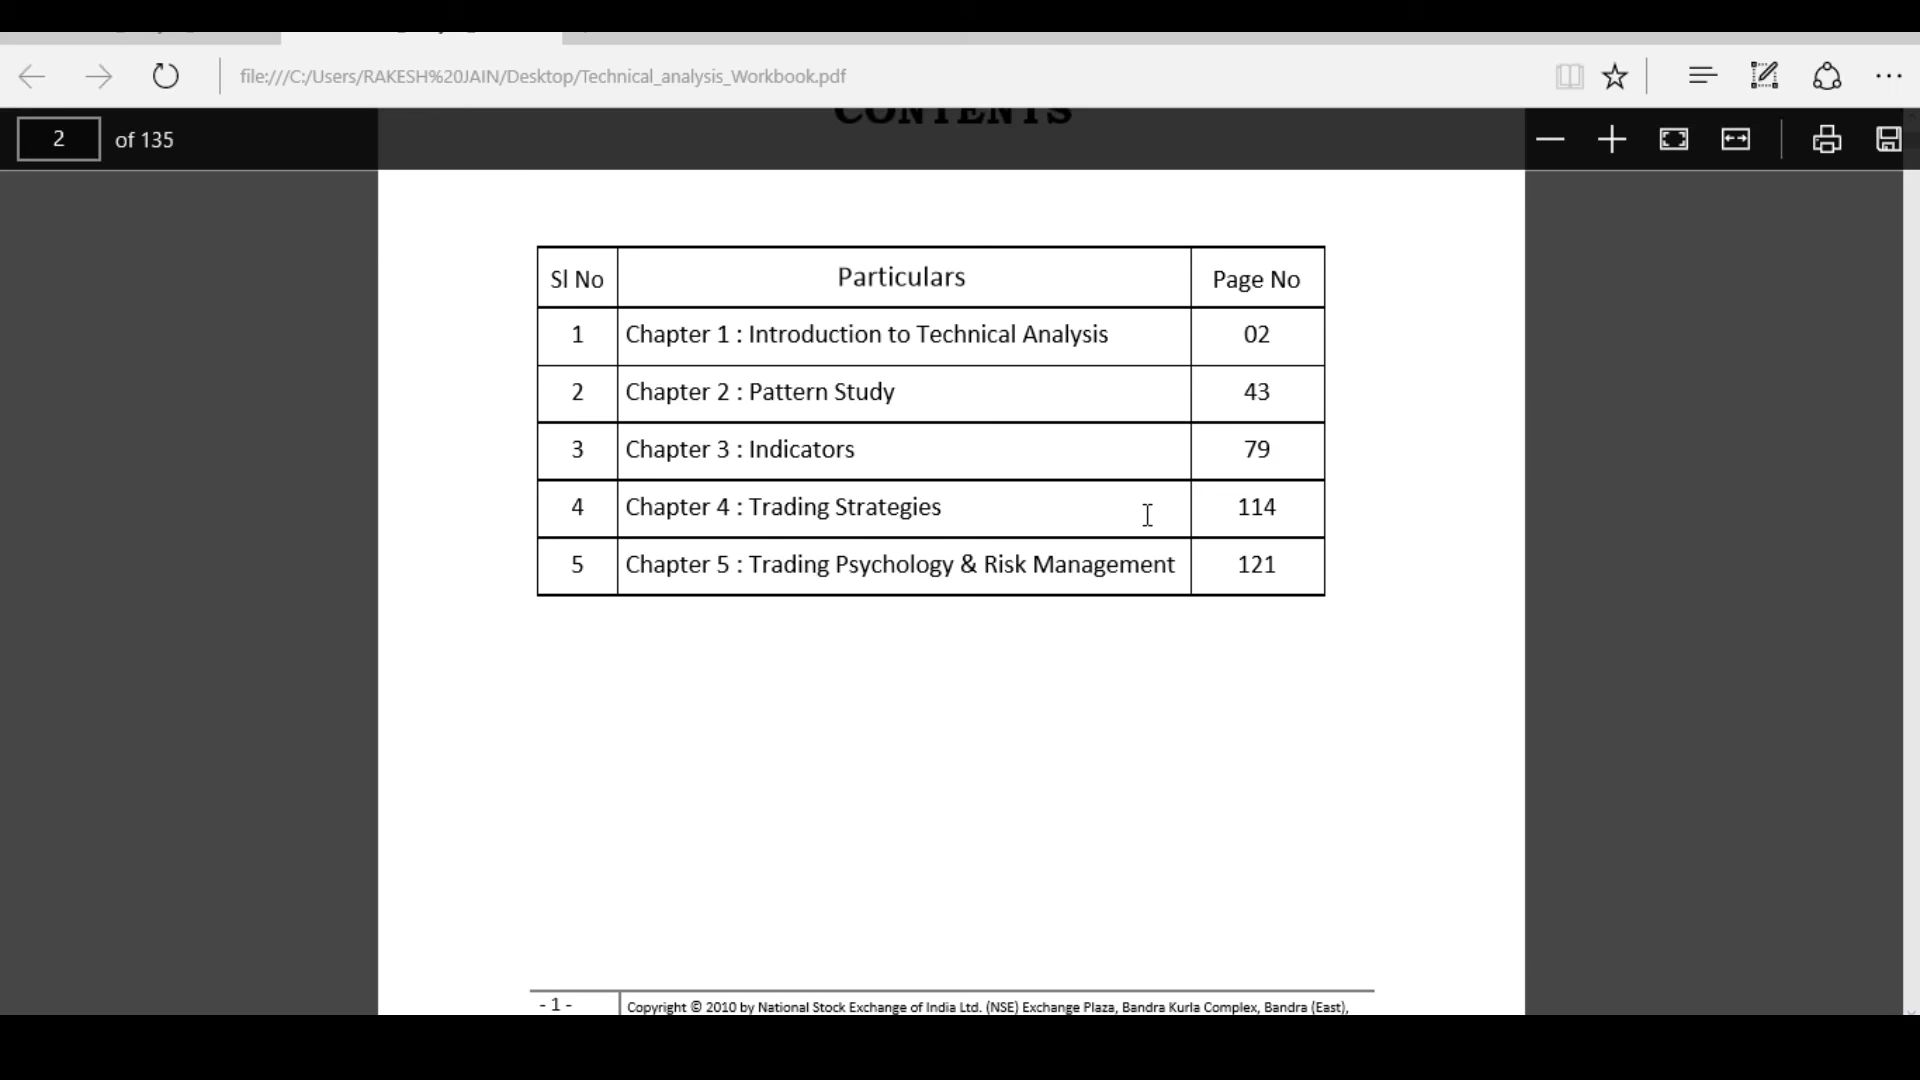 file:///C:/Users/RAKESH%20JAIN/Desktop/Technical_analysis_Workbook.pdf
2 of 135
CONTENTS
Sl No Particulars Page No
1 Chapter 1 : Introduction to Technical Analysis 02
2 Chapter 2 : Pattern Study 43
3 Chapter 3 : Indicators 79
4 Chapter 4 : Trading Strategies 114
5 Chapter 5 : Trading Psychology & Risk Management 121
- 1 - Copyright © 2010 by National Stock Exchange of India Ltd. (NSE) Exchange Plaza, Bandra Kurla Complex, Bandra (East),